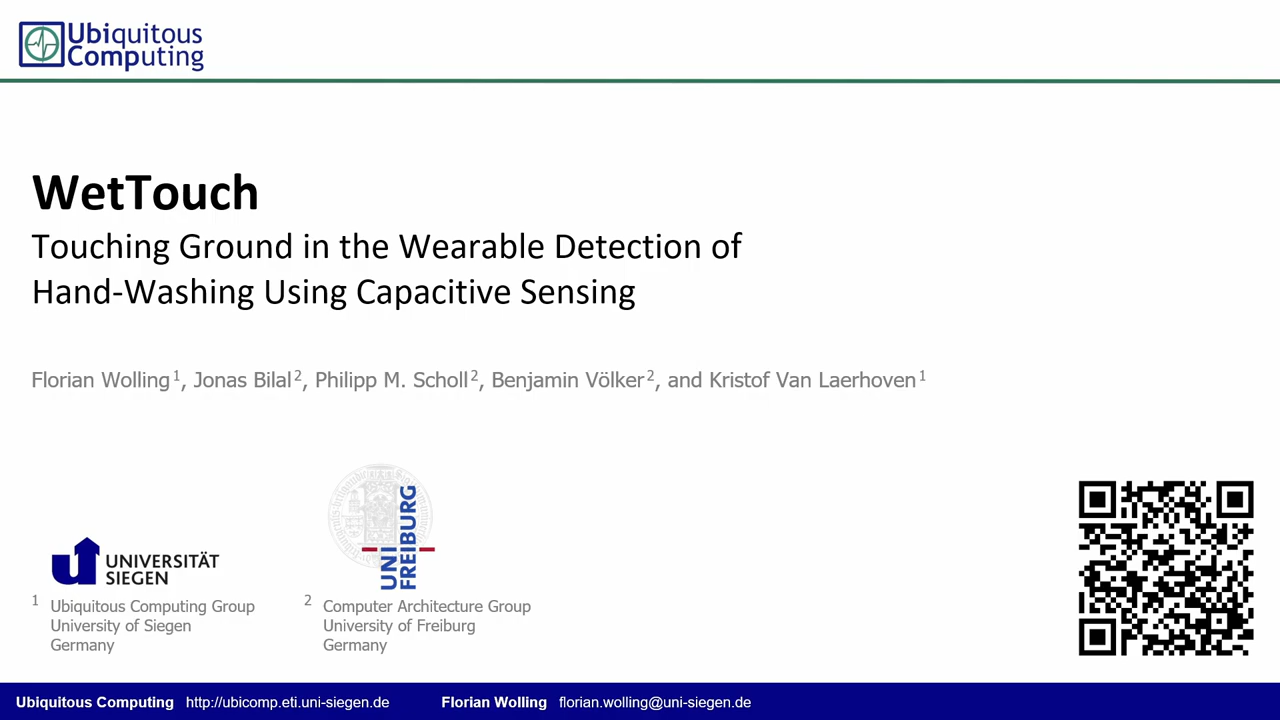 Ubiquitous
Computing
WetTouch
Touching Ground in the Wearable Detection of
Hand-Washing Using Capacitive Sensing
Florian Wolling¹, Jonas Bilal², Philipp M. Scholl², Benjamin Völker², and Kristof Van Laerhoven¹
UNIVERSITÄT
SIEGEN
1 Ubiquitous Computing Group
University of Siegen
Germany
UNI
FREIBURG
2 Computer Architecture Group
University of Freiburg
Germany
Ubiquitous Computing http://ubicomp.eti.uni-siegen.de Florian Wolling florian.wolling@uni-siegen.de